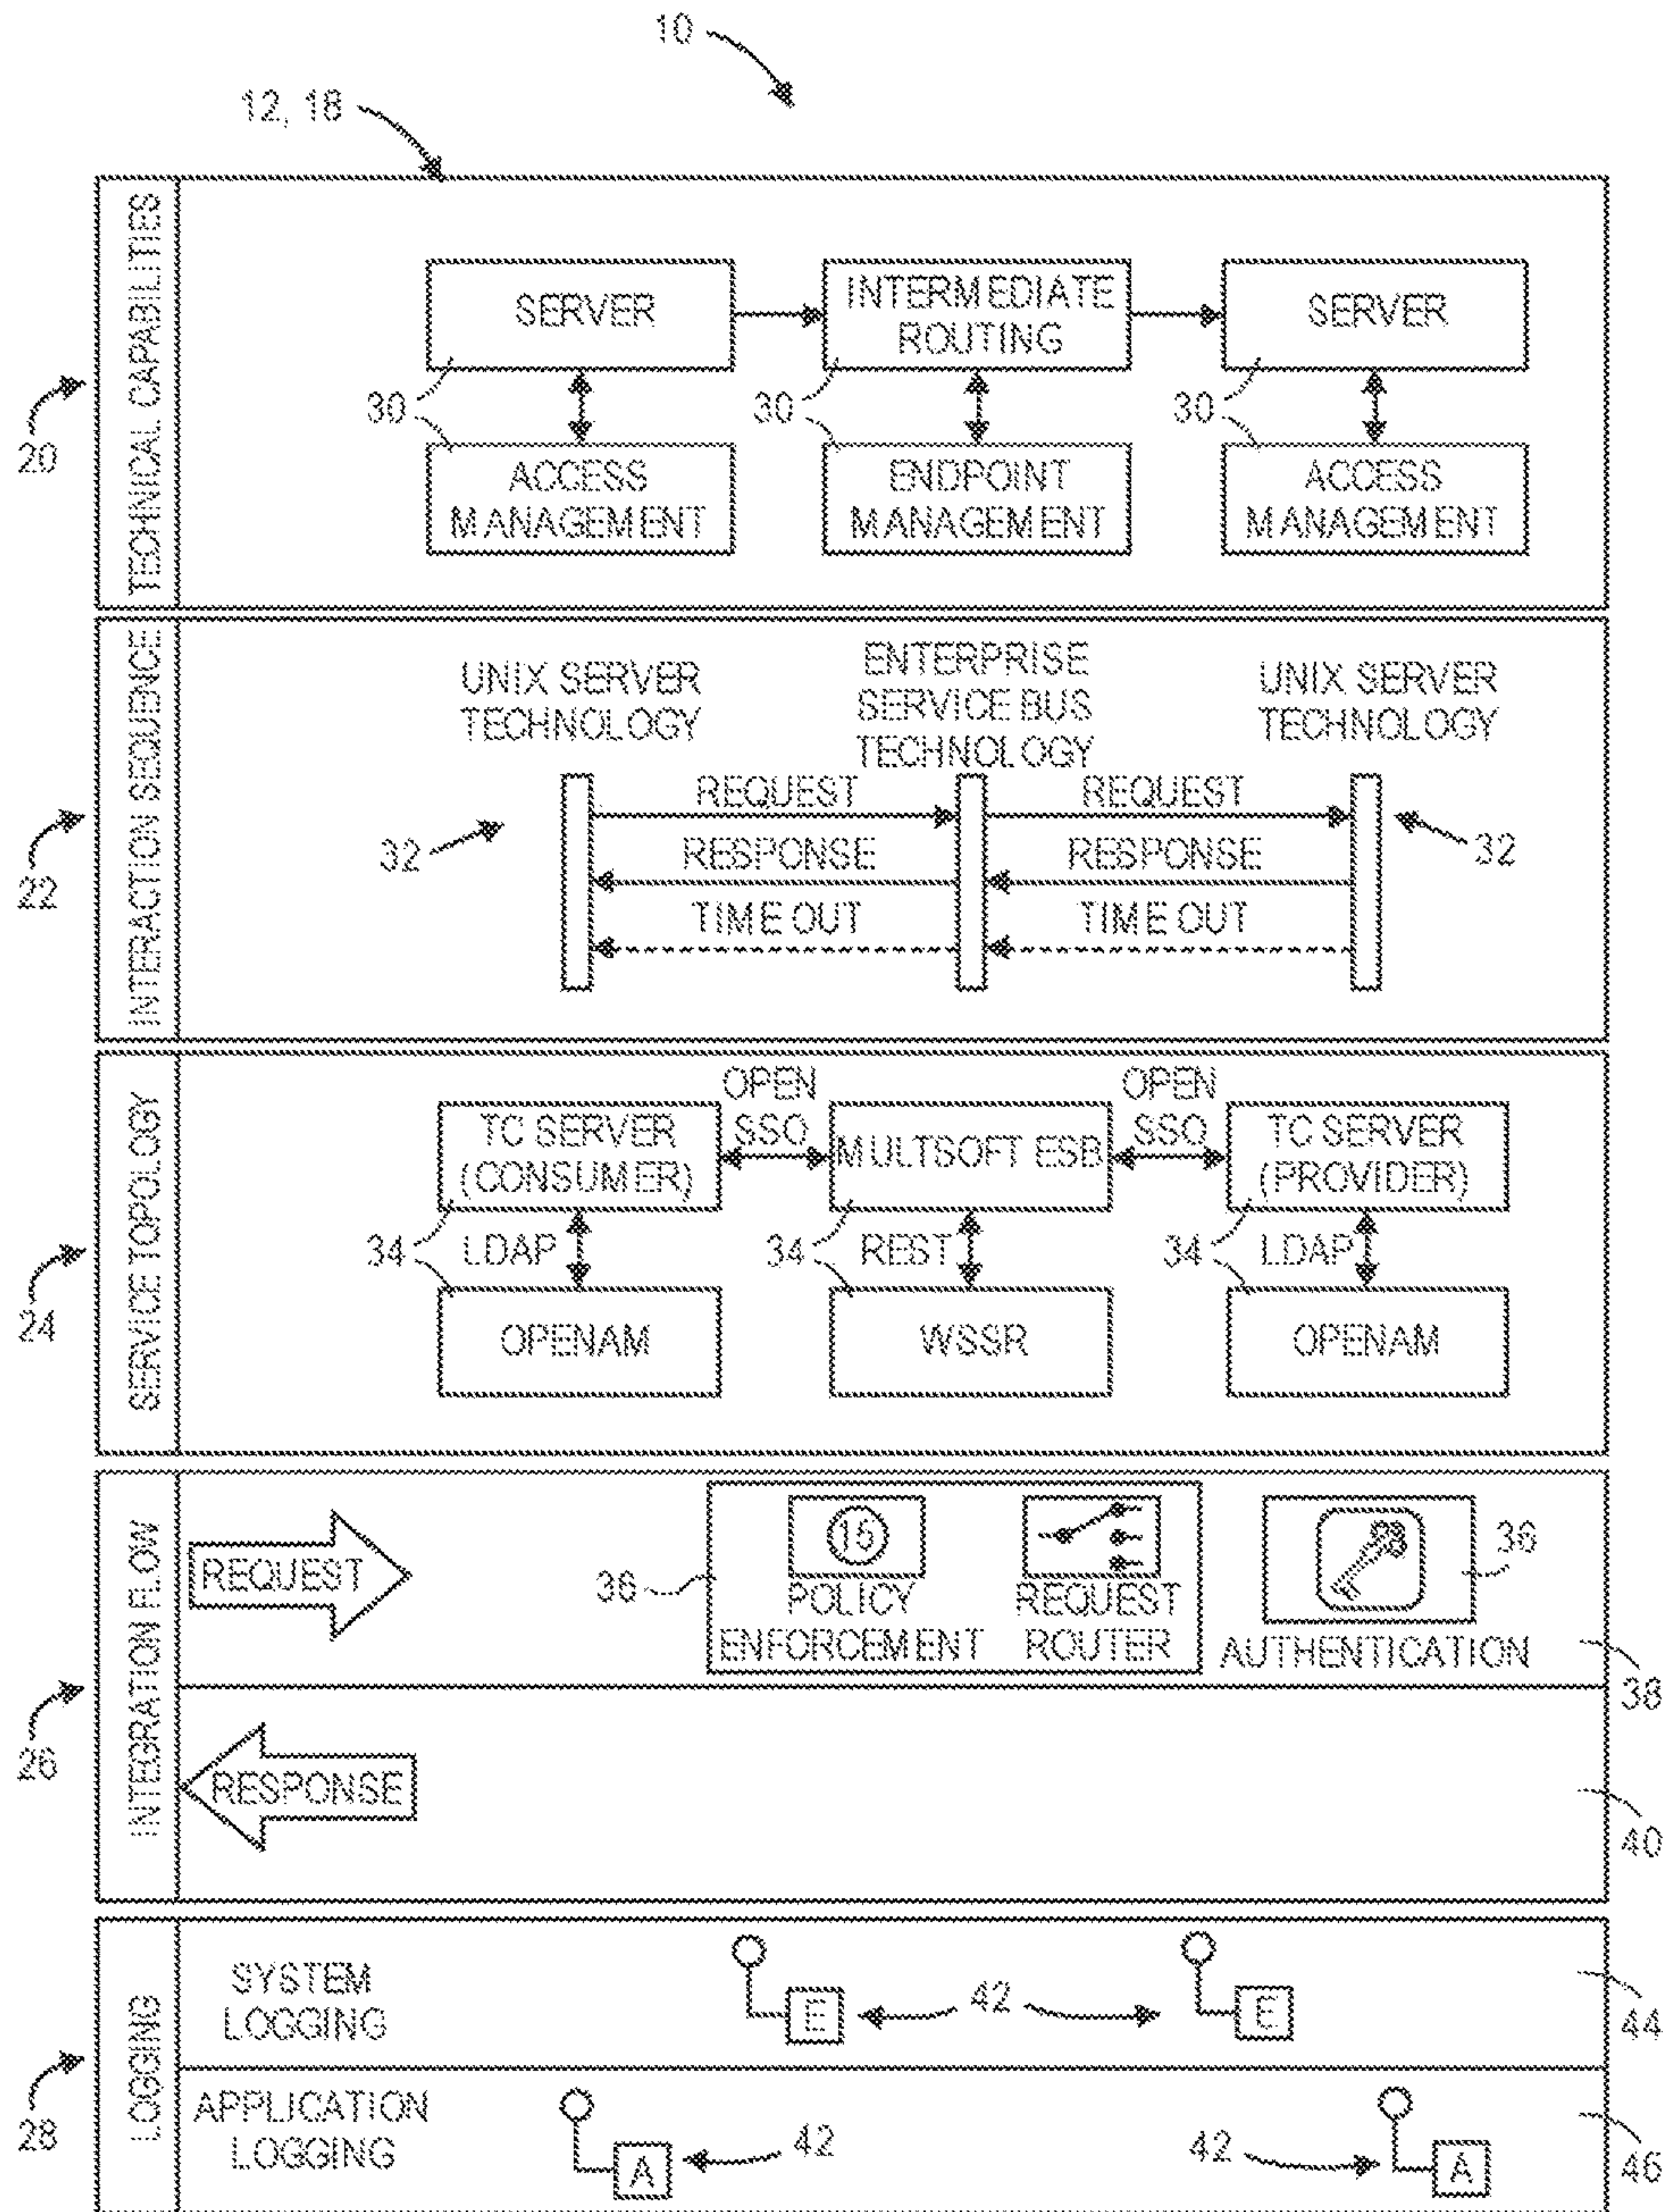 10
12, 18
TECHNICAL CAPABILITIES
20
SERVER
INTERMEDIATE
ROUTING
SERVER
30
30
30
ACCESS
MANAGEMENT
ENDPOINT
MANAGEMENT
ACCESS
MANAGEMENT
INTERACTION SEQUENCE
22
UNIX SERVER
TECHNOLOGY
ENTERPRISE
SERVICE BUS
TECHNOLOGY
UNIX SERVER
TECHNOLOGY
REQUEST
REQUEST
32
RESPONSE
RESPONSE
32
TIME OUT
TIME OUT
SERVICE TOPOLOGY
24
TC SERVER
(CONSUMER)
OPEN
SSO
MULTSOFT ESB
OPEN
SSO
TC SERVER
(PROVIDER)
34
LDAP
34
REST
34
LDAP
OPENAM
WSSR
OPENAM
INTEGRATION FLOW
26
REQUEST
36
15
POLICY
ENFORCEMENT
REQUEST
ROUTER
36
AUTHENTICATION
38
RESPONSE
40
LOGGING
28
SYSTEM
LOGGING
E
42
E
44
APPLICATION
LOGGING
A
42
42
A
46